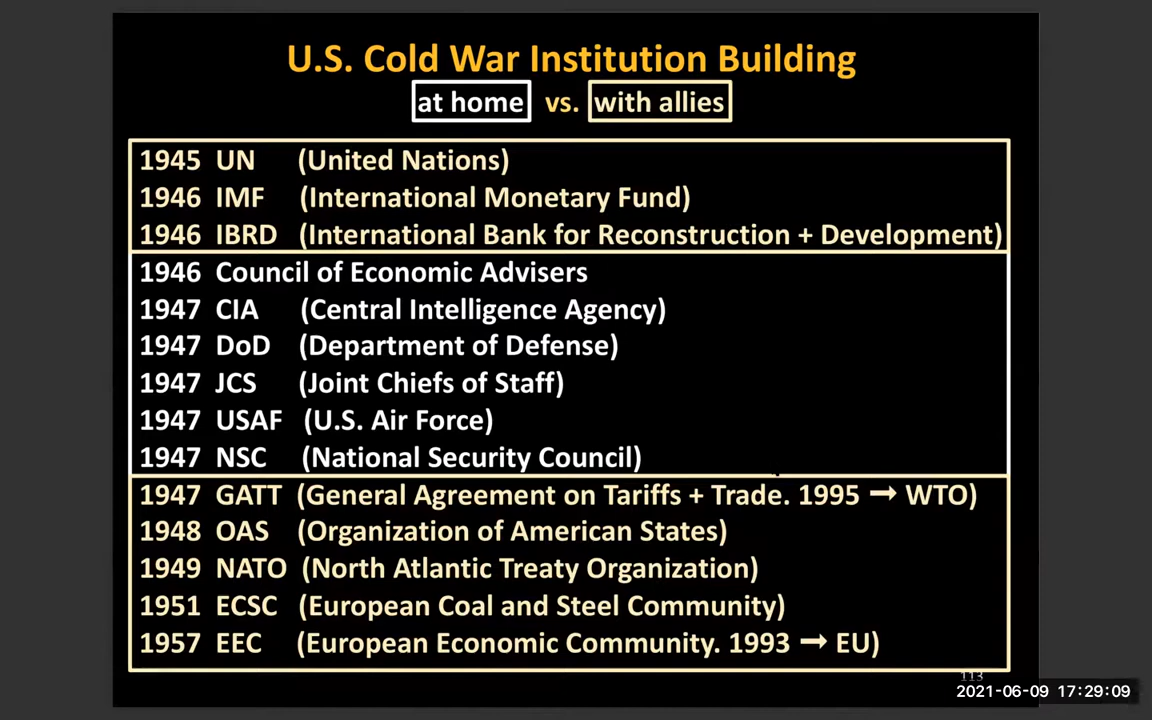 U.S. Cold War Institution Building
at home vs. with allies
1945 UN (United Nations)
1946 IMF (International Monetary Fund)
1946 IBRD (International Bank for Reconstruction + Development)
1946 Council of Economic Advisers
1947 CIA (Central Intelligence Agency)
1947 DoD (Department of Defense)
1947 JCS (Joint Chiefs of Staff)
1947 USAF (U.S. Air Force)
1947 NSC (National Security Council)
1947 GATT (General Agreement on Tariffs + Trade. 1995 → WTO)
1948 OAS (Organization of American States)
1949 NATO (North Atlantic Treaty Organization)
1951 ECSC (European Coal and Steel Community)
1957 EEC (European Economic Community. 1993 → EU)
113
2021-06-09 17:29:09